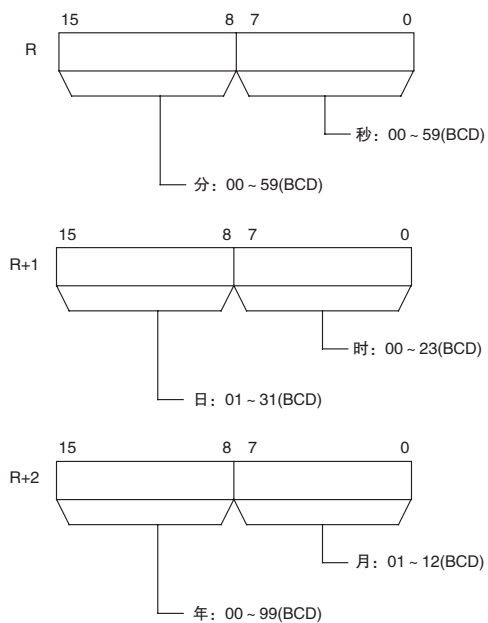 15 8 7 0
R
秒：00～59(BCD)
分：00～59(BCD)
15 8 7 0
R+1
时：00～23(BCD)
日：01～31(BCD)
15 8 7 0
R+2
月：01～12(BCD)
年：00～99(BCD)